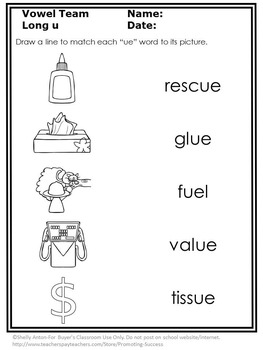 Vowel Team Name:
Long u Date:
Draw a line to match each "ue" word to its picture.
rescue
glue
fuel
value
tissue
$
©Shelly Anton-For Buyer's Classroom Use Only. Do not post on school website/internet.
http://www.teacherspayteachers.com/Store/Promoting-Success